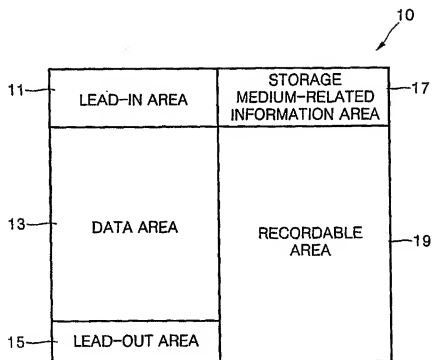 10
11
LEAD-IN AREA
STORAGE
MEDIUM-RELATED
INFORMATION AREA
17
13
DATA AREA
RECORDABLE
AREA
19
15
LEAD-OUT AREA